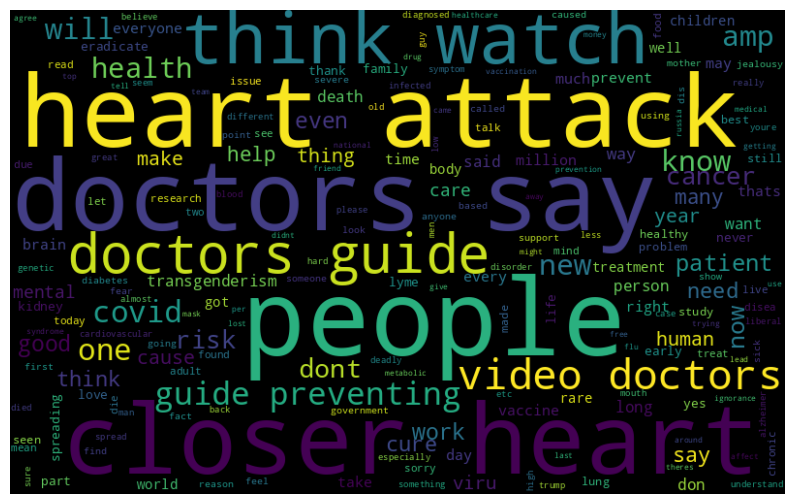 agree believe diagnosed healthcare caused food children
will everyone think watch guy amp
eradicate drug money well
read health top thank family vaccination mother may jealousy
tell seem issue severe symptom much prevent really
heart attack
team death infected old called using different came
even point see talk low best youre russia dis medical
make help thing time said million way know getting still
due great national body
doctors say
let research blood friend prevention care away cancer many thats
two please anyone based men year
brain look support less healthy want never
didnt mind problem
doctors guide
genetic hard might disorder new treatment patient show
diabetes fear someone every give person need live use
mental transgenderism lyme
kidney almost mask per got life right study disea
covid people made case trying liberal now
today syndrome cardiovascular lost risk free human
good one going found deadly flu early treat sick lead
first cause adult metabolic dont
think video doctors
love die guide preventing etc rare mouth ignorance
died man fact back government vaccine long yes alzheimer
seen spread especially work around chronic
mean spreading find closer heart cure day say theres affect
part world reason feel sorry last
sure take something high trump viru lung don understand